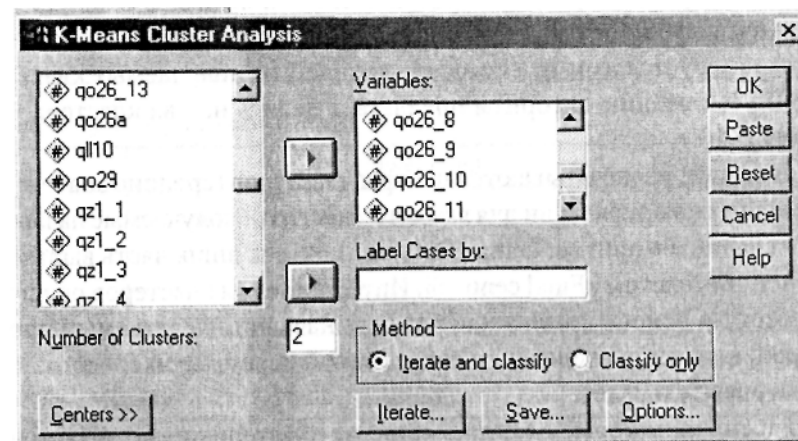 K-Means Cluster Analysis
qo26_13
qo26a
qll10
qo29
qz1_1
qz1_2
qz1_3
qz1_4
Variables:
qo26_8
qo26_9
qo26_10
qo26_11
Label Cases by:
OK
Paste
Reset
Cancel
Help
Number of Clusters: 2
Method
Iterate and classify Classify only
Centers >> Iterate... Save... Options...